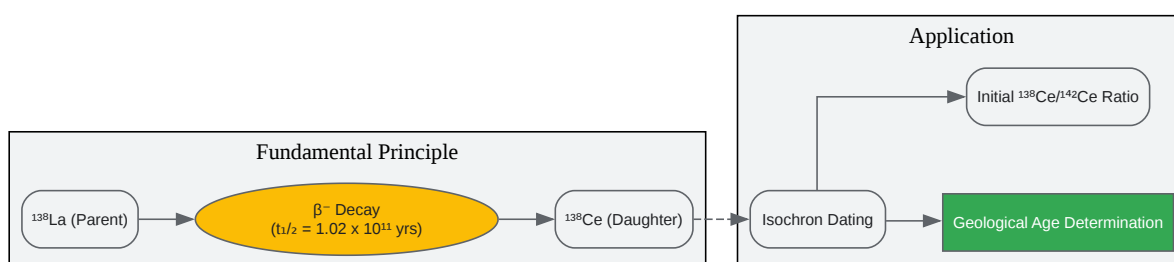 Application
Initial ¹³⁸Ce/¹⁴²Ce Ratio
Fundamental Principle
¹³⁸La (Parent)
β⁻ Decay
(t₁/₂ = 1.02 x 10¹¹ yrs)
¹³⁸Ce (Daughter)
Isochron Dating
Geological Age Determination